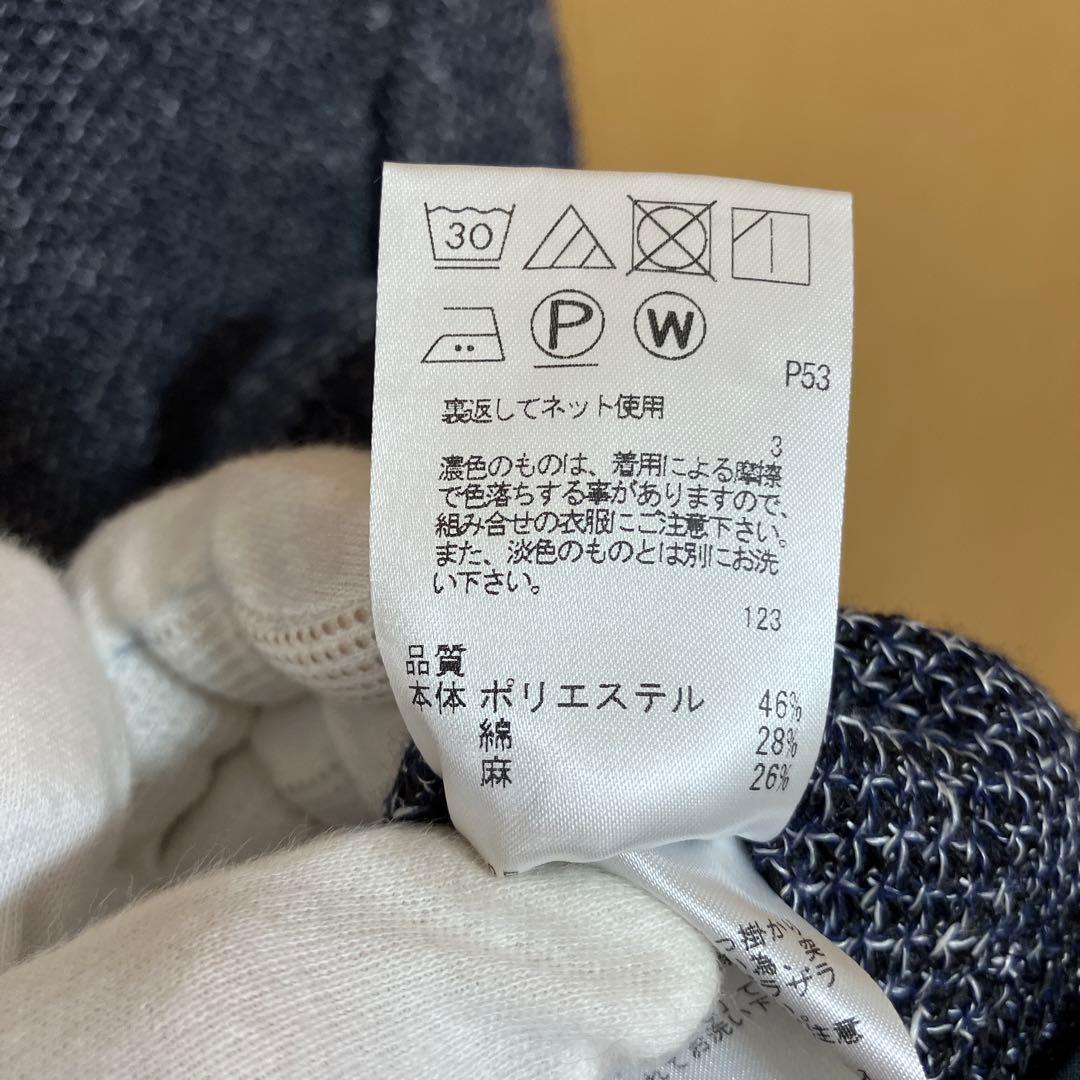 30
P W
P53
裏返してネット使用
3
濃色のものは、着用による摩擦
で色落ちする事がありますので、
組み合せの衣服にご注意下さい。
また、淡色のものとは別にお洗
い下さい。
123
品質
本体 ポリエステル 46%
綿 28%
麻 26%